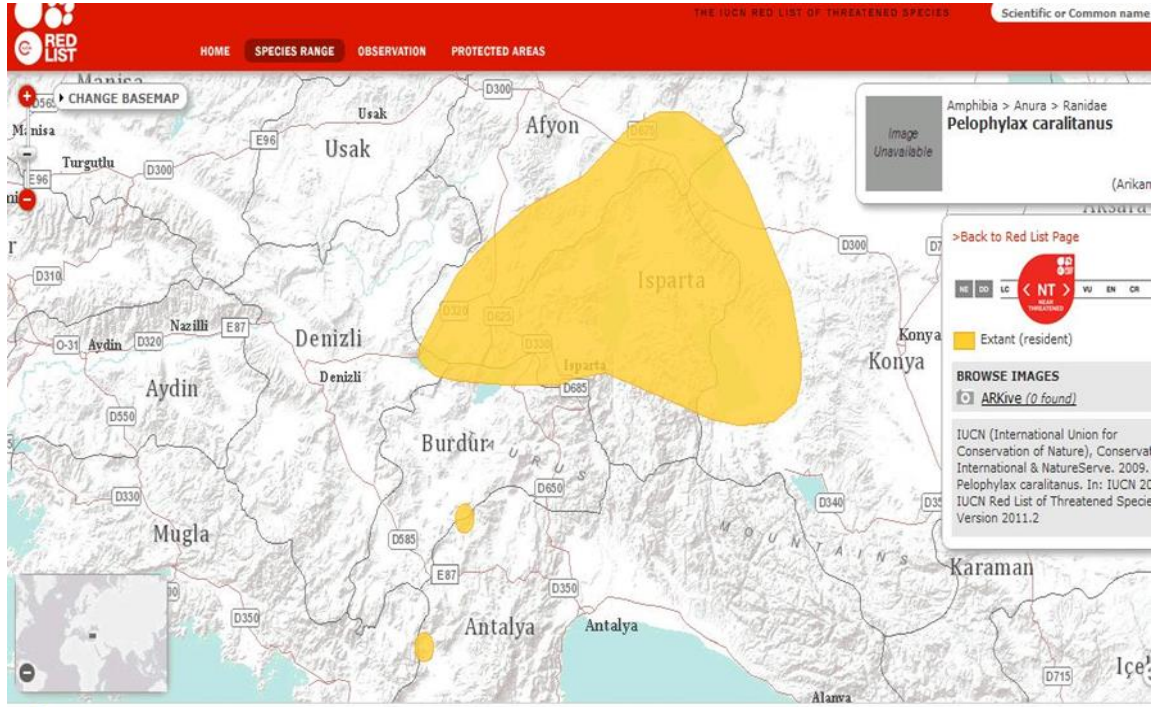 RED
LIST
THE IUCN RED LIST OF THREATENED SPECIES
Scientific or Common name
HOME
SPECIES RANGE
OBSERVATION
PROTECTED AREAS
CHANGE BASEMAP
Manisa
Manisa
Turgutlu
E96
D300
E96
Usak
Usak
Afyon
D300
D625
D310
O-31
Aydin
D320
Nazilli
E87
Aydin
D550
D330
Mugla
Denizli
Denizli
D320
D625
D330
Isparta
Isparta
D685
Burdur
TAURUS
D650
D585
E87
D350
D350
Antalya
Antalya
D300
Konya
Konya
D340
MOUNTAINS
Karaman
D715
Alanya
Image
Unavailable
Amphibia > Anura > Ranidae
Pelophylax caralitanus
>Back to Red List Page
NE
DD
LC
< NT >
NEAR
THREATENED
VU
EN
CR
Extant (resident)
BROWSE IMAGES
ARKive (0 found)
IUCN (International Union for
Conservation of Nature), Conservat
International & NatureServe. 2009.
Pelophylax caralitanus. In: IUCN 20
IUCN Red List of Threatened Specie
Version 2011.2